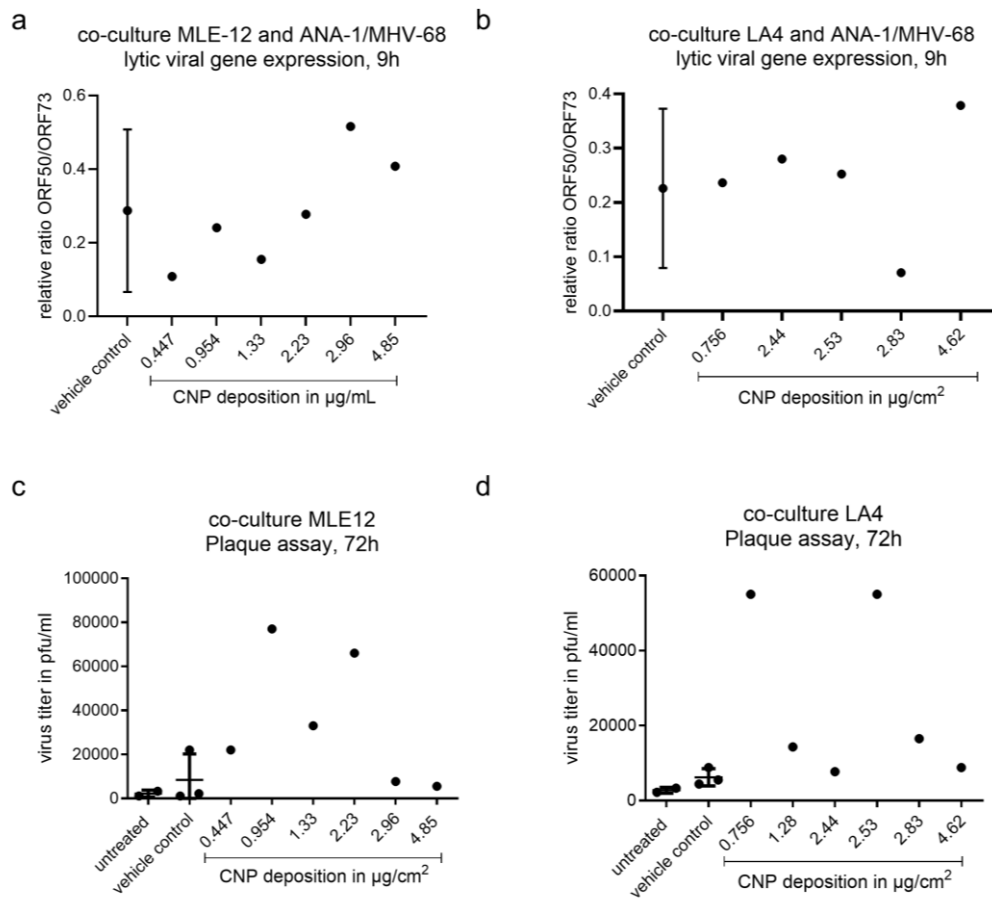 a
co-culture MLE-12 and ANA-1/MHV-68
lytic viral gene expression, 9h
relative ratio ORF50/ORF73
0.6
0.4
0.2
0.0
vehicle control
0.447
0.954
1.33
2.23
2.96
4.85
CNP deposition in µg/mL
b
co-culture LA4 and ANA-1/MHV-68
lytic viral gene expression, 9h
relative ratio ORF50/ORF73
0.4
0.3
0.2
0.1
0.0
vehicle control
0.756
2.44
2.53
2.83
4.62
CNP deposition in µg/cm²
c
co-culture MLE12
Plaque assay, 72h
virus titer in pfu/ml
100000
80000
60000
40000
20000
0
untreated
vehicle control
0.447
0.954
1.33
2.23
2.96
4.85
CNP deposition in µg/cm²
d
co-culture LA4
Plaque assay, 72h
virus titer in pfu/ml
60000
40000
20000
0
untreated
vehicle control
0.756
1.28
2.44
2.53
2.83
4.62
CNP deposition in µg/cm²